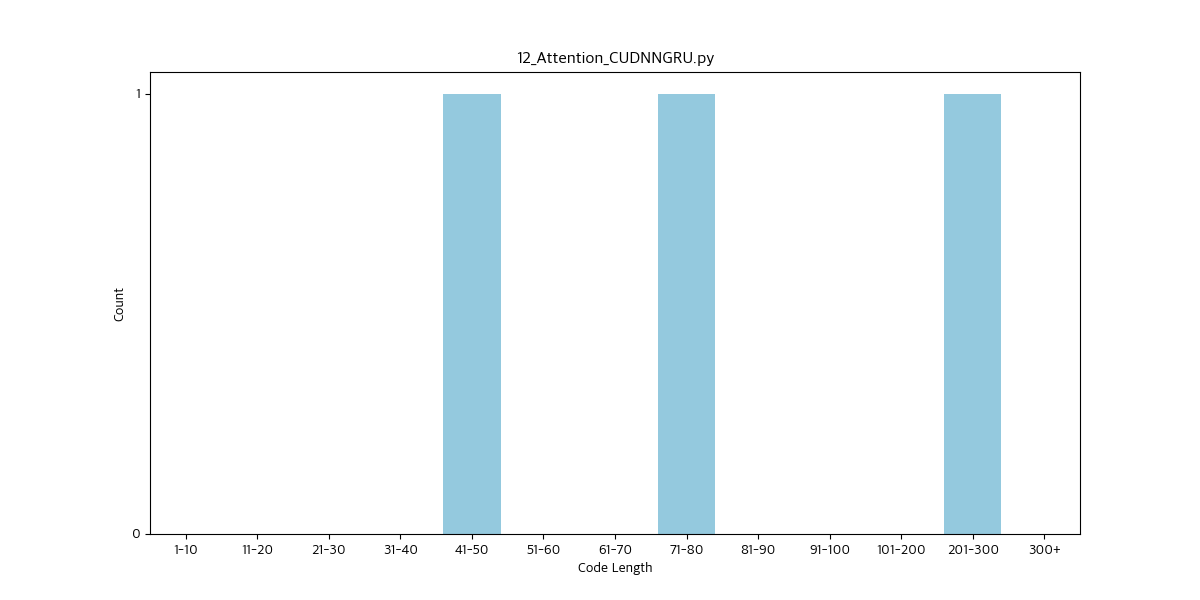 12_Attention_CUDNNGRU.py
1
Count
0
1-10 11-20 21-30 31-40 41-50 51-60 61-70 71-80 81-90 91-100 101-200 201-300 300+
Code Length